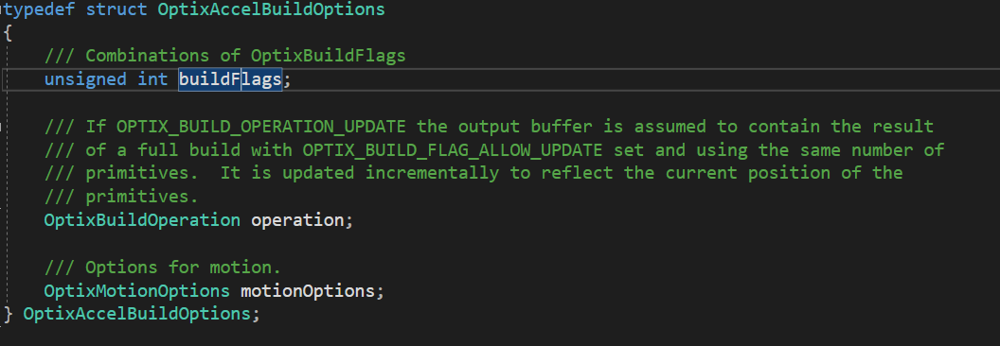 typedef struct OptixAccelBuildOptions
{
/// Combinations of OptixBuildFlags
unsigned int buildFlags;
/// If OPTIX_BUILD_OPERATION_UPDATE the output buffer is assumed to contain the result
/// of a full build with OPTIX_BUILD_FLAG_ALLOW_UPDATE set and using the same number of
/// primitives.  It is updated incrementally to reflect the current position of the
/// primitives.
OptixBuildOperation operation;
/// Options for motion.
OptixMotionOptions motionOptions;
} OptixAccelBuildOptions;